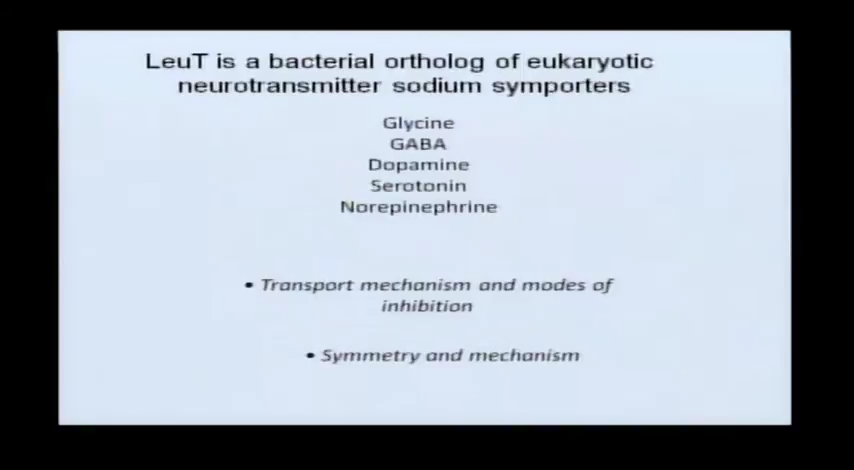 LeuT is a bacterial ortholog of eukaryotic
neurotransmitter sodium symporters
Glycine
GABA
Dopamine
Serotonin
Norepinephrine
• Transport mechanism and modes of
inhibition
• Symmetry and mechanism